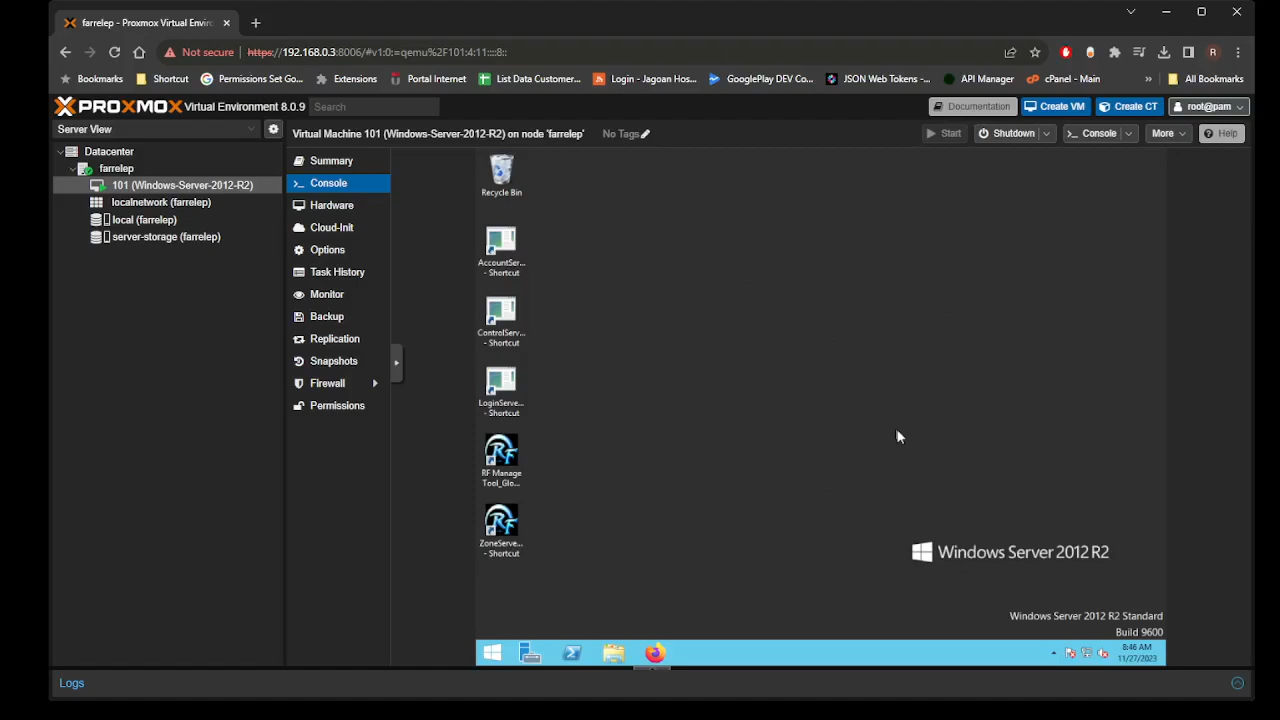 farrelep - Proxmox Virtual Envir
Not secure
https://192.168.0.3:8006/#v1:0:=qemu%2F101:4:11::::8::
R
Bookmarks
Shortcut
Permissions Set Go...
Extensions
Portal Internet
List Data Customer...
Login - Jagoan Hos...
GooglePlay DEV Co...
JSON Web Tokens -...
API Manager
cPanel - Main
»
All Bookmarks
PROXMOX Virtual Environment 8.0.9
Search
Documentation
Create VM
Create CT
root@pam
Server View
Virtual Machine 101 (Windows-Server-2012-R2) on node 'farrelep'
No Tags
Start
Shutdown
Console
More
Help
Datacenter
farrelep
101 (Windows-Server-2012-R2)
localnetwork (farrelep)
local (farrelep)
server-storage (farrelep)
Summary
Console
Hardware
Cloud-Init
Options
Task History
Monitor
Backup
Replication
Snapshots
Firewall
Permissions
Recycle Bin
AccountSer...
- Shortcut
ControlServ...
- Shortcut
LoginServe...
- Shortcut
RF
RF Manage
Tool_Glo...
RF
ZoneServe...
- Shortcut
Windows Server 2012 R2
Windows Server 2012 R2 Standard
Build 9600
8:46 AM
11/27/2023
Logs